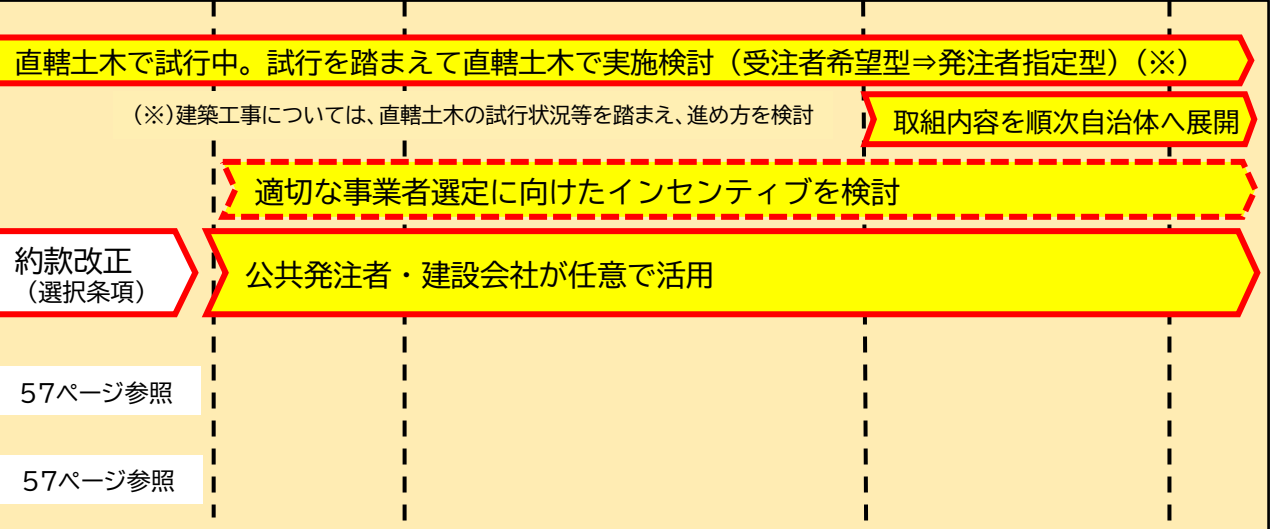 直轄土木で試行中。試行を踏まえて直轄土木で実施検討（受注者希望型⇒発注者指定型）（※）
（※）建築工事については、直轄土木の試行状況等を踏まえ、進め方を検討
取組内容を順次自治体へ展開
適切な事業者選定に向けたインセンティブを検討
約款改正
（選択条項）
公共発注者・建設会社が任意で活用
57ページ参照
57ページ参照